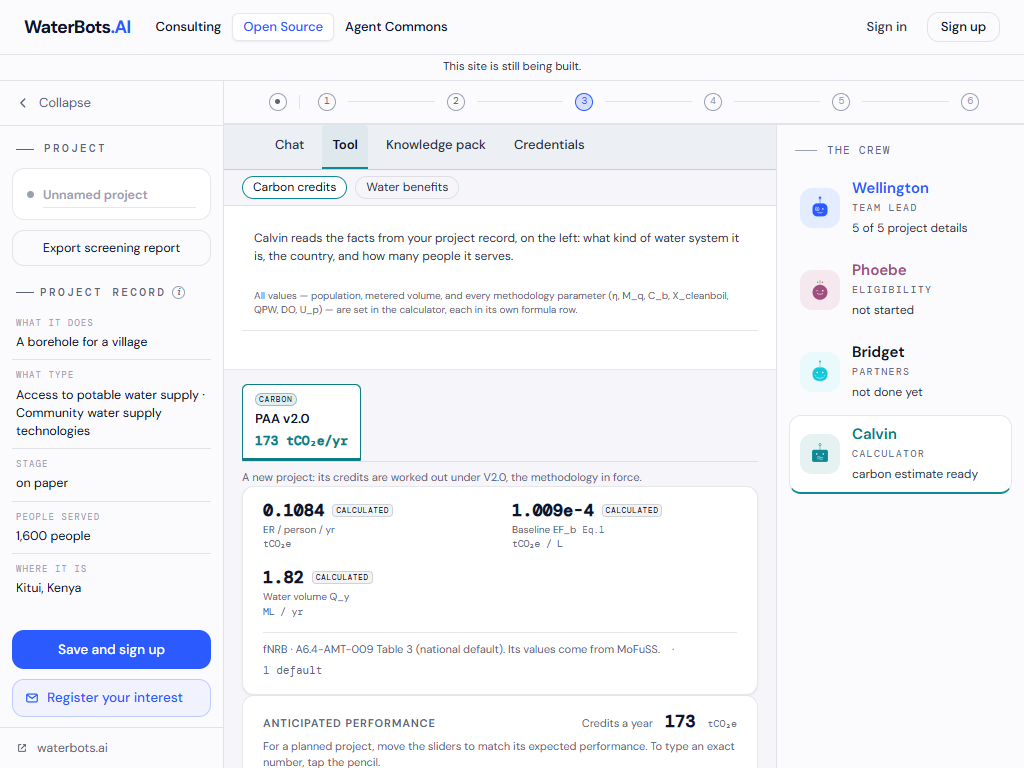 WaterBots.AI
Consulting
Open Source
Agent Commons
Sign in
Sign up
This site is still being built.
Collapse
1
2
3
4
5
6
PROJECT
Unnamed project
Export screening report
PROJECT RECORD
i
WHAT IT DOES
A borehole for a village
WHAT TYPE
Access to potable water supply ·
Community water supply
technologies
STAGE
on paper
PEOPLE SERVED
1,600 people
WHERE IT IS
Kitui, Kenya
Save and sign up
Register your interest
waterbots.ai
Chat
Tool
Knowledge pack
Credentials
Carbon credits
Water benefits
Calvin reads the facts from your project record, on the left: what kind of water system it
is, the country, and how many people it serves.
All values — population, metered volume, and every methodology parameter (η, M_q, C_b, X_cleanboil,
QPW, DO, U_p) — are set in the calculator, each in its own formula row.
CARBON
PAA v2.0
173 tCO₂e/yr
A new project: its credits are worked out under V2.0, the methodology in force.
0.1084 CALCULATED
ER / person / yr
tCO₂e
1.009e-4 CALCULATED
Baseline EF_b Eq.1
tCO₂e / L
1.82 CALCULATED
Water volume Q_y
ML / yr
fNRB · A6.4-AMT-009 Table 3 (national default). Its values come from MoFuSS. ·
1 default
ANTICIPATED PERFORMANCE
Credits a year 173 tCO₂e
For a planned project, move the sliders to match its expected performance. To type an exact
number, tap the pencil.
THE CREW
Wellington
TEAM LEAD
5 of 5 project details
Phoebe
ELIGIBILITY
not started
Bridget
PARTNERS
not done yet
Calvin
CALCULATOR
carbon estimate ready